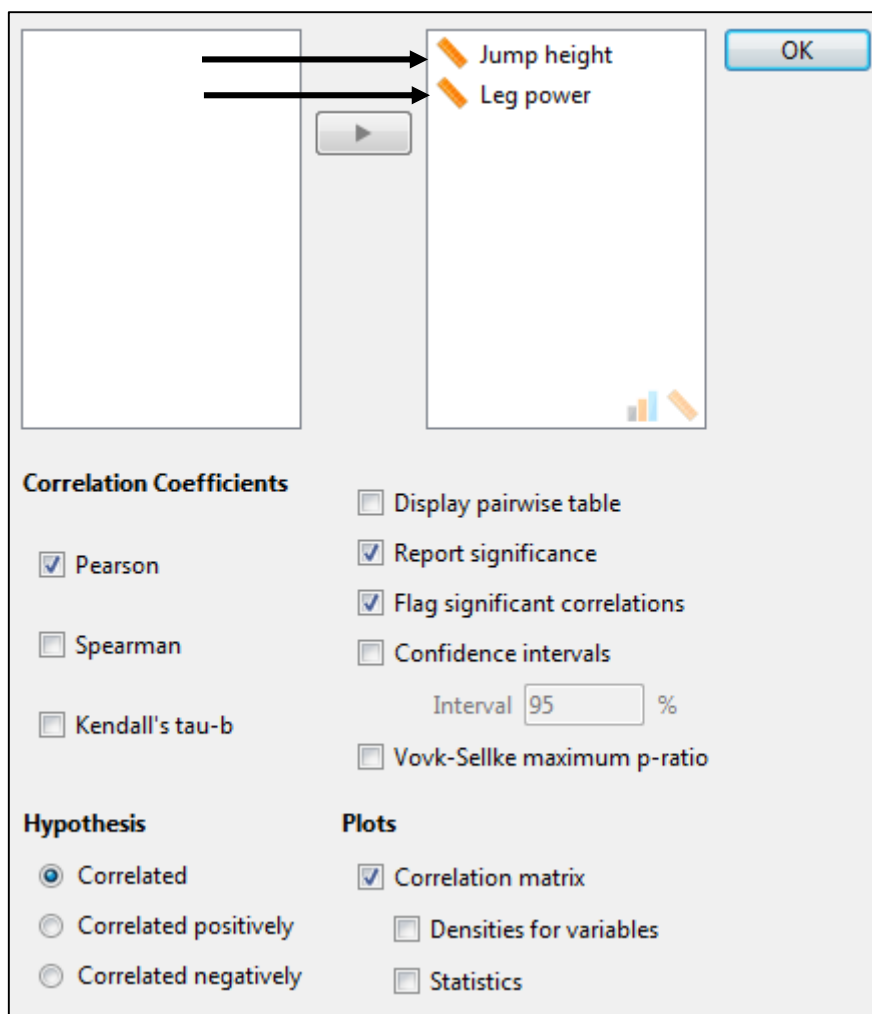 Jump height
Leg power
OK
Correlation Coefficients
Pearson
Spearman
Kendall's tau-b
Display pairwise table
Report significance
Flag significant correlations
Confidence intervals
Interval 95 %
Vovk-Sellke maximum p-ratio
Hypothesis
Correlated
Correlated positively
Correlated negatively
Plots
Correlation matrix
Densities for variables
Statistics